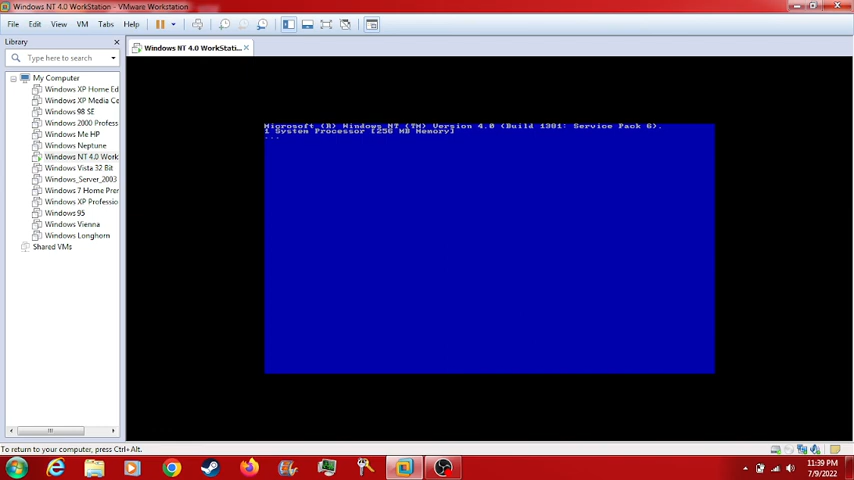 Windows NT 4.0 WorkStation - VMware Workstation
File Edit View VM Tabs Help
Library
Type here to search
Windows NT 4.0 WorkStati...
My Computer
Windows XP Home Ed
Windows XP Media Ce
Windows 98 SE
Windows 2000 Profess
Windows Me HP
Windows Neptune
Windows NT 4.0 Work
Windows Vista 32 Bit
Windows_Server_2003
Windows 7 Home Prer
Windows XP Professio
Windows 95
Windows Vienna
Windows Longhorn
Shared VMs
Microsoft (R) Windows NT (TM) Version 4.0 (Build 1381: Service Pack 6).
1 System Processor [256 MB Memory]
...
To return to your computer, press Ctrl+Alt.
11:39 PM
7/9/2022